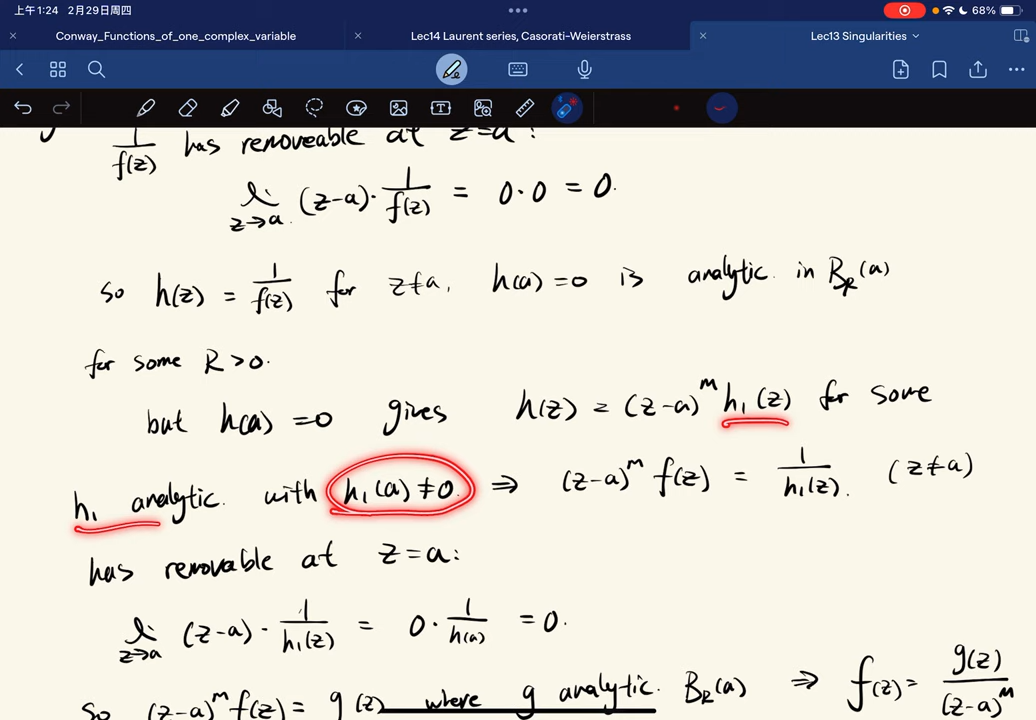 上午1:24 2月29日周四
68%
Conway_Functions_of_one_complex_variable
Lec14 Laurent series, Casorati-Weierstrass
Lec13 Singularities
1/f(z) has removeable at z=a:
lim_{z→a} (z-a)·1/f(z) = 0·0 = 0.
so h(z) = 1/f(z) for z≠a, h(a)=0 is analytic in B_R(a)
for some R>0.
but h(a)=0 gives h(z) = (z-a)^m h₁(z) for some
h₁ analytic with h₁(a)≠0. ⇒ (z-a)^m f(z) = 1/h₁(z). (z≠a)
has removable at z=a:
lim_{z→a} (z-a)·1/h₁(z) = 0·1/h(a) = 0.
So (z-a)^m f(z) = g(z) where g analytic. B_R(a) ⇒ f(z) = g(z)/(z-a)^m